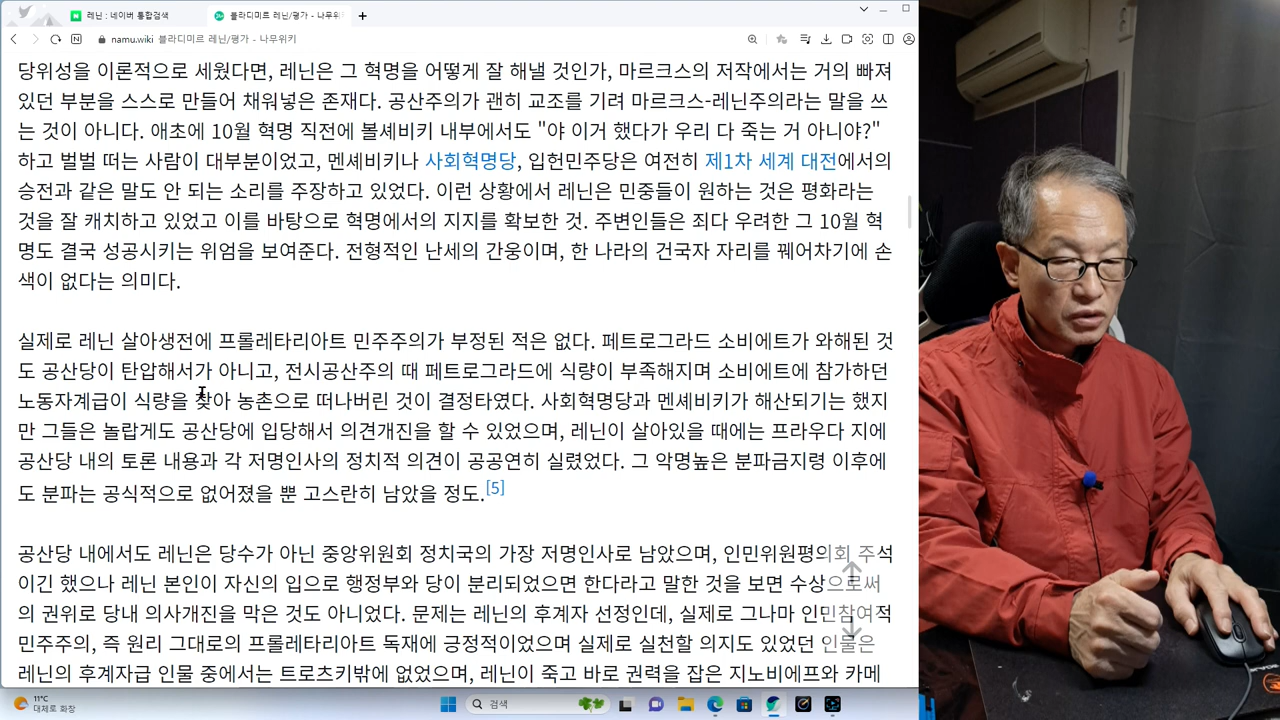 레닌 : 네이버 통합검색
블라디미르 레닌/평가 - 나무위키
namu.wiki 블라디미르 레닌/평가 - 나무위키
당위성을 이론적으로 세웠다면, 레닌은 그 혁명을 어떻게 잘 해낼 것인가, 마르크스의 저작에서는 거의 빠져
있던 부분을 스스로 만들어 채워넣은 존재다. 공산주의가 괜히 교조를 기려 마르크스-레닌주의라는 말을 쓰
는 것이 아니다. 애초에 10월 혁명 직전에 볼셰비키 내부에서도 "야 이거 했다가 우리 다 죽는 거 아니야?"
하고 벌벌 떠는 사람이 대부분이었고, 멘셰비키나 사회혁명당, 입헌민주당은 여전히 제1차 세계 대전에서의
승전과 같은 말도 안 되는 소리를 주장하고 있었다. 이런 상황에서 레닌은 민중들이 원하는 것은 평화라는
것을 잘 캐치하고 있었고 이를 바탕으로 혁명에서의 지지를 확보한 것. 주변인들은 죄다 우려한 그 10월 혁
명도 결국 성공시키는 위엄을 보여준다. 전형적인 난세의 간웅이며, 한 나라의 건국자 자리를 꿰어차기에 손
색이 없다는 의미다.
실제로 레닌 살아생전에 프롤레타리아트 민주주의가 부정된 적은 없다. 페트로그라드 소비에트가 와해된 것
도 공산당이 탄압해서가 아니고, 전시공산주의 때 페트로그라드에 식량이 부족해지며 소비에트에 참가하던
노동자계급이 식량을 찾아 농촌으로 떠나버린 것이 결정타였다. 사회혁명당과 멘셰비키가 해산되기는 했지
만 그들은 놀랍게도 공산당에 입당해서 의견개진을 할 수 있었으며, 레닌이 살아있을 때에는 프라우다 지에
공산당 내의 토론 내용과 각 저명인사의 정치적 의견이 공공연히 실렸었다. 그 악명높은 분파금지령 이후에
도 분파는 공식적으로 없어졌을 뿐 고스란히 남았을 정도.[5]
공산당 내에서도 레닌은 당수가 아닌 중앙위원회 정치국의 가장 저명인사로 남았으며, 인민위원평의회 주석
이긴 했으나 레닌 본인이 자신의 입으로 행정부와 당이 분리되었으면 한다라고 말한 것을 보면 수상으로써
의 권위로 당내 의사개진을 막은 것도 아니었다. 문제는 레닌의 후계자 선정인데, 실제로 그나마 인민참여적
민주주의, 즉 원라 그대로의 프롤레타리아트 독재에 긍정적이었으며 실제로 실천할 의지도 있었던 인물은
레닌의 후계자급 인물 중에서는 트로츠키밖에 없었으며, 레닌이 죽고 바로 권력을 잡은 지노비에프와 카메
11°C
대체로 화창
검색